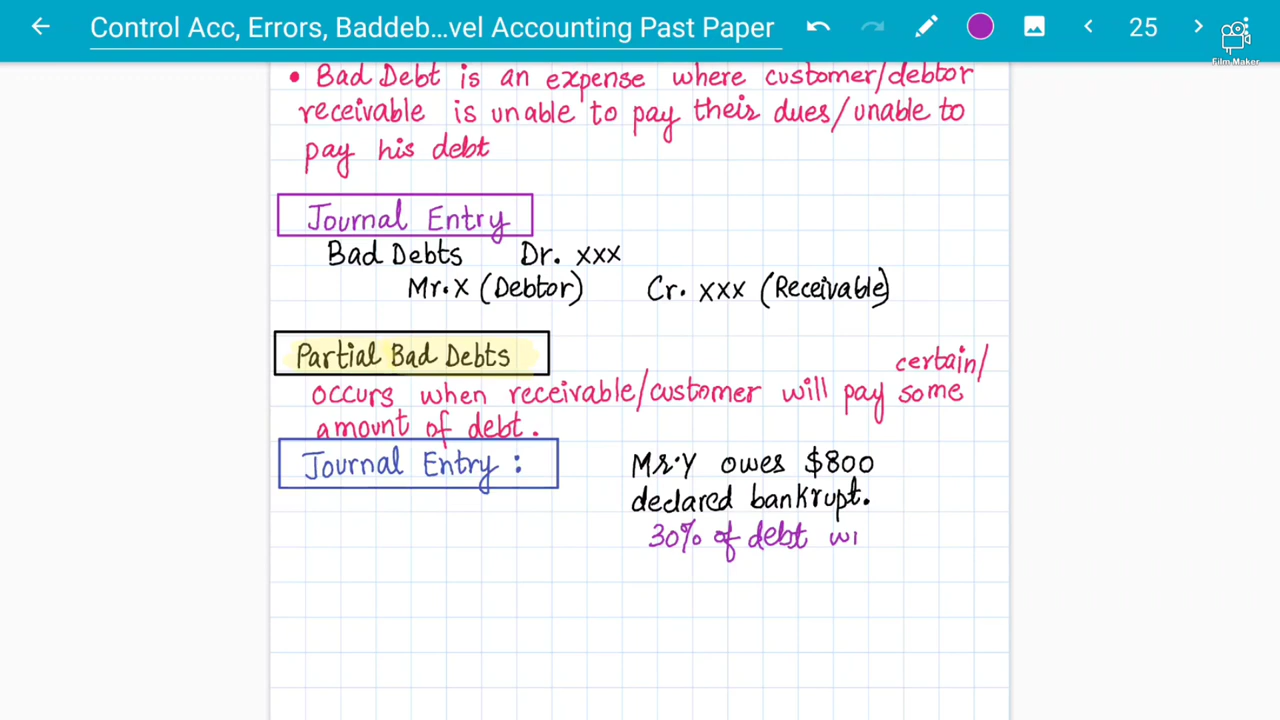 Control Acc, Errors, Baddeb...vel Accounting Past Paper
25
Film Maker
• Bad Debt is an expense where customer/debtor
receivable is unable to pay their dues/unable to
pay his debt
Journal Entry
Bad Debts Dr. xxx
Mr.X (Debtor) Cr. xxx (Receivable)
Partial Bad Debts
certain/
occurs when receivable/customer will pay some
amount of debt.
Journal Entry :
Mr.Y owes $800
declared bankrupt.
30% of debt wi